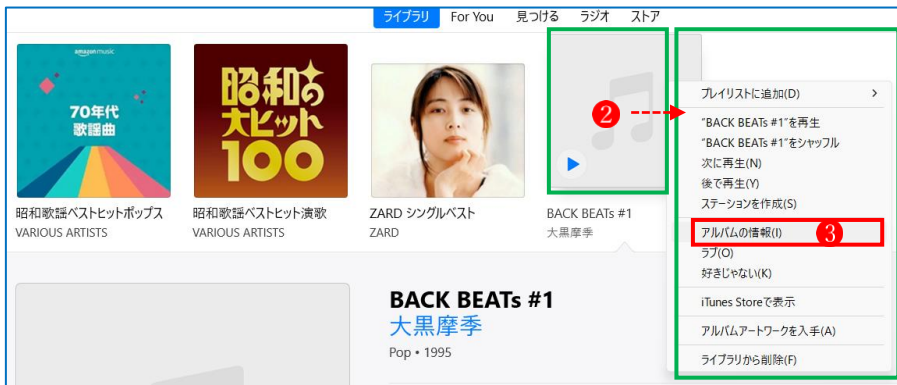 ライブラリ For You 見つける ラジオ ストア
amazon music
70年代
歌謡曲
昭和の
大ヒット
100
昭和歌謡ベストヒットポップス
VARIOUS ARTISTS
昭和歌謡ベストヒット演歌
VARIOUS ARTISTS
ZARD シングルベスト
ZARD
BACK BEATs #1
大黒摩季
2
プレイリストに追加(D)
"BACK BEATs #1"を再生
"BACK BEATs #1"をシャッフル
次に再生(N)
後で再生(Y)
ステーションを作成(S)
アルバムの情報(I)
3
ラブ(O)
好きじゃない(K)
iTunes Storeで表示
アルバムアートワークを入手(A)
ライブラリから削除(F)
BACK BEATs #1
大黒摩季
Pop • 1995